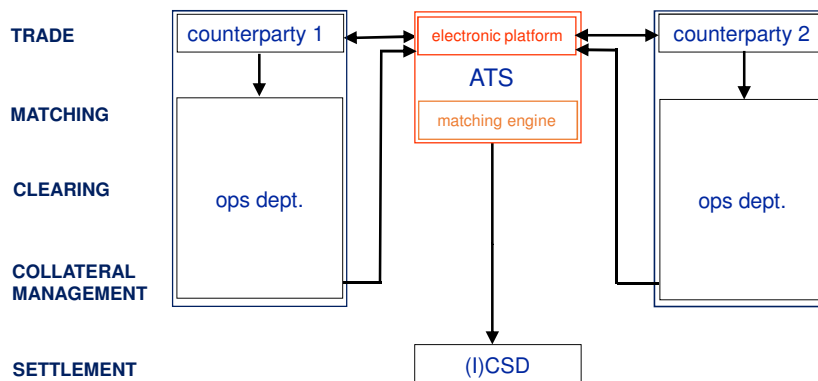 TRADE
counterparty 1
electronic platform
counterparty 2
ATS
MATCHING
matching engine
CLEARING
ops dept.
ops dept.
COLLATERAL
MANAGEMENT
SETTLEMENT
(I)CSD